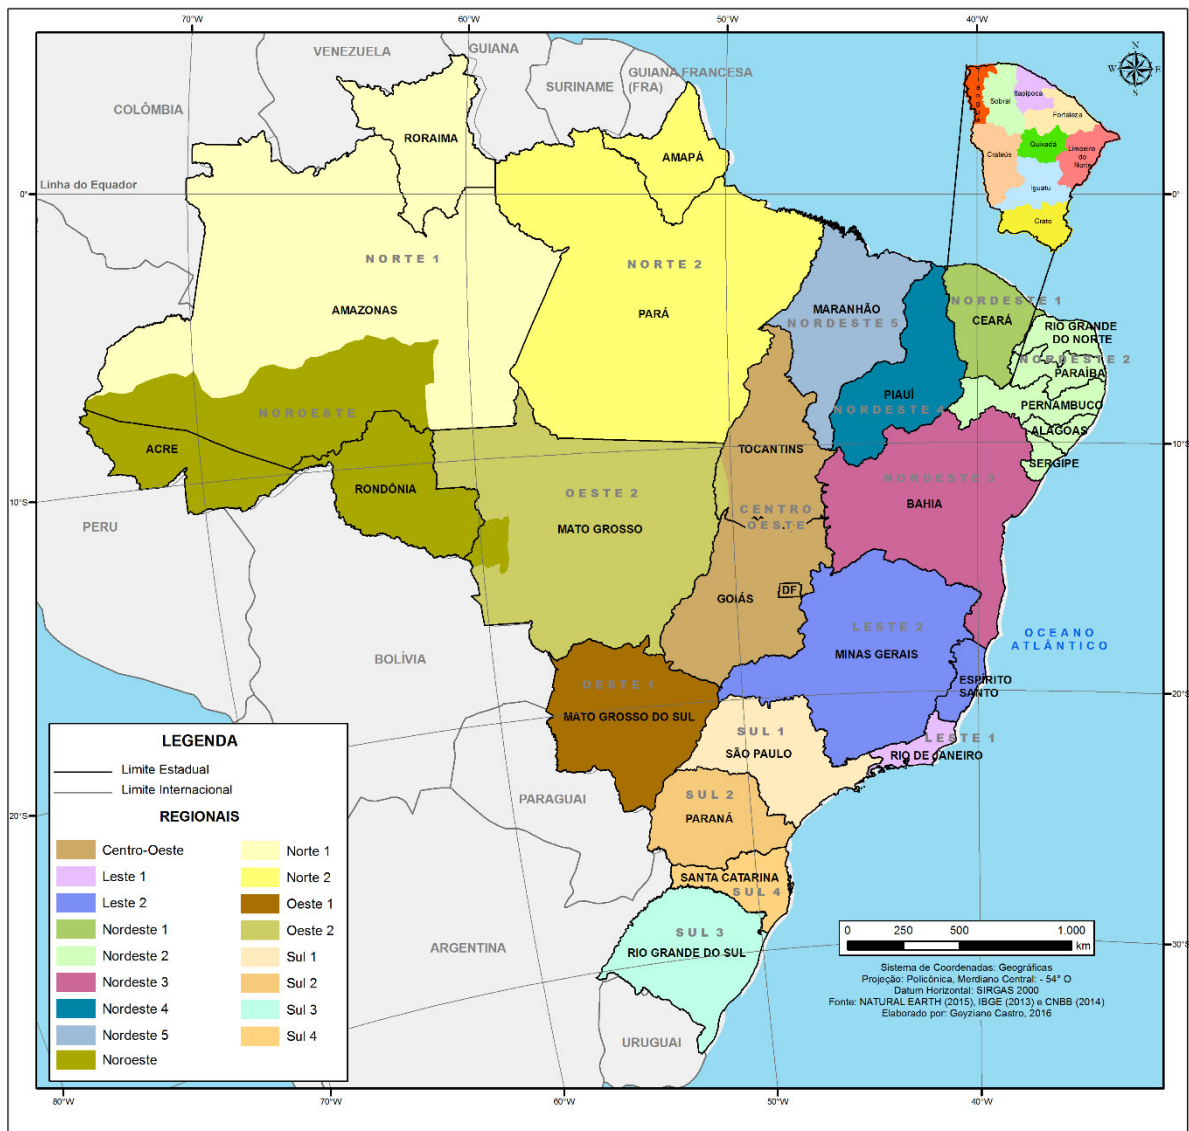 70°W
60°W
50°W
40°W
VENEZUELA
GUIANA
SURINAME
GUIANA FRANCESA
(FRA)
COLÔMBIA
N
W
E
S
Tianguá
Sobral
Itapipoca
Fortaleza
Crateús
Quixadá
Limoeiro
do
Norte
Iguatu
Crato
RORAIMA
AMAPÁ
Linha do Equador
0°
0°
NORTE 1
NORTE 2
AMAZONAS
PARÁ
MARANHÃO
NORDESTE 5
NORDESTE 1
CEARÁ
RIO GRANDE
DO NORTE
NORDESTE 2
PARAÍBA
PIAUÍ
NORDESTE 4
PERNAMBUCO
ALAGOAS
SERGIPE
NOROESTE
ACRE
RONDÔNIA
TOCANTINS
10°S
10°S
NORDESTE 3
BAHIA
OESTE 2
MATO GROSSO
CENTRO
OESTE
PERU
GOIÁS
DF
LESTE 2
MINAS GERAIS
OCEANO
ATLÂNTICO
BOLÍVIA
ESPÍRITO
SANTO
20°S
OESTE 1
MATO GROSSO DO SUL
SUL 1
SÃO PAULO
LESTE 1
RIO DE JANEIRO
PARAGUAI
SUL 2
PARANÁ
20°S
SANTA CATARINA
SUL 4
SUL 3
RIO GRANDE DO SUL
ARGENTINA
30°S
URUGUAI
LEGENDA
Limite Estadual
Limite Internacional
REGIONAIS
Centro-Oeste
Leste 1
Leste 2
Nordeste 1
Nordeste 2
Nordeste 3
Nordeste 4
Nordeste 5
Noroeste
Norte 1
Norte 2
Oeste 1
Oeste 2
Sul 1
Sul 2
Sul 3
Sul 4
0 250 500 1.000
km
Sistema de Coordenadas: Geográficas
Projeção: Policônica, Merdiano Central: - 54° O
Datum Horizontal: SIRGAS 2000
Fonte: NATURAL EARTH (2015), IBGE (2013) e CNBB (2014)
Elaborado por: Geyziane Castro, 2016
80°W
70°W
60°W
50°W
40°W